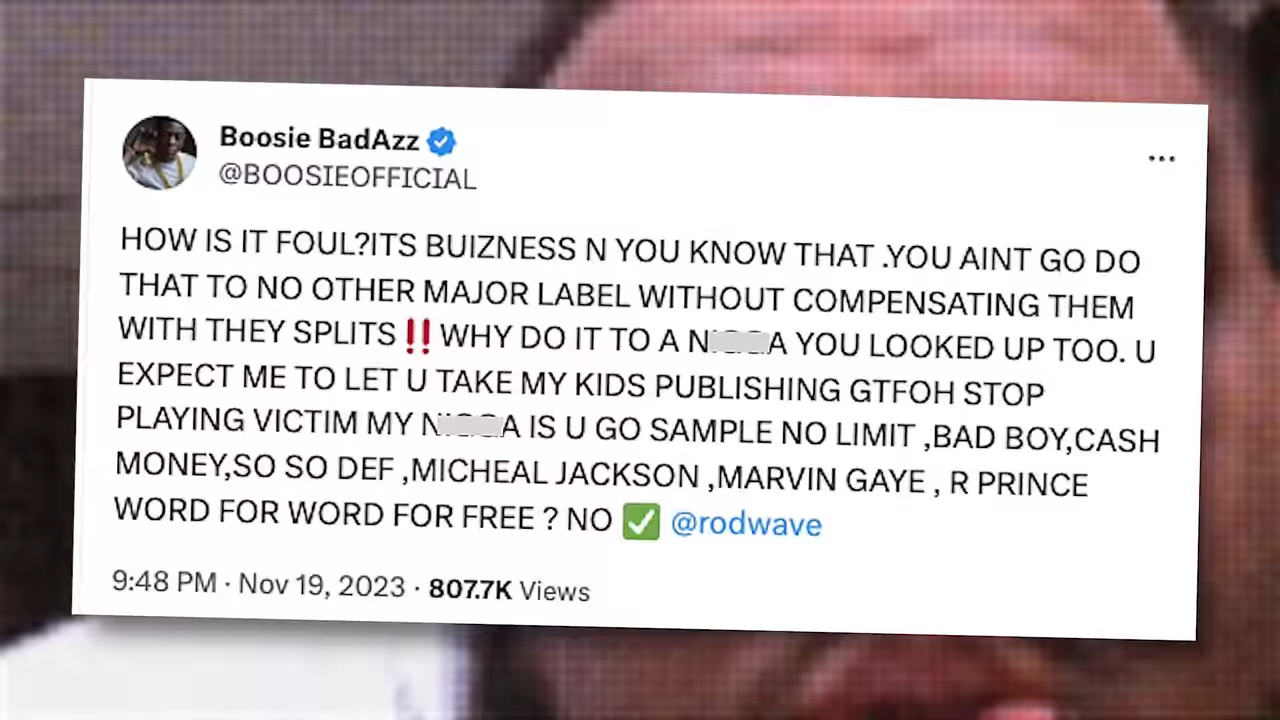 Boosie BadAzz
@BOOSIEOFFICIAL
HOW IS IT FOUL?ITS BUIZNESS N YOU KNOW THAT .YOU AINT GO DO
THAT TO NO OTHER MAJOR LABEL WITHOUT COMPENSATING THEM
WITH THEY SPLITS‼️WHY DO IT TO A N A YOU LOOKED UP TOO. U
EXPECT ME TO LET U TAKE MY KIDS PUBLISHING GTFOH STOP
PLAYING VICTIM MY N A IS U GO SAMPLE NO LIMIT ,BAD BOY,CASH
MONEY,SO SO DEF ,MICHEAL JACKSON ,MARVIN GAYE , R PRINCE
WORD FOR WORD FOR FREE ? NO ✅ @rodwave
9:48 PM · Nov 19, 2023 · 807.7K Views